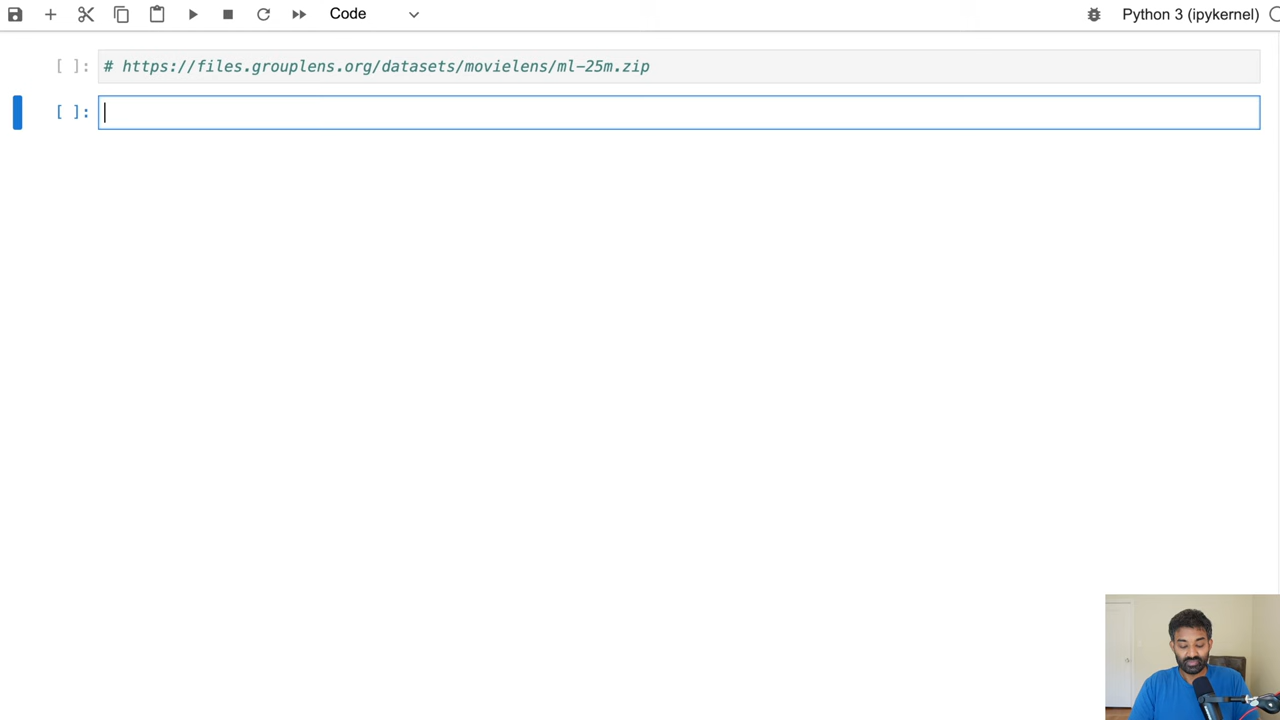 Code
Python 3 (ipykernel)
[ ]: # https://files.grouplens.org/datasets/movielens/ml-25m.zip
[ ]: